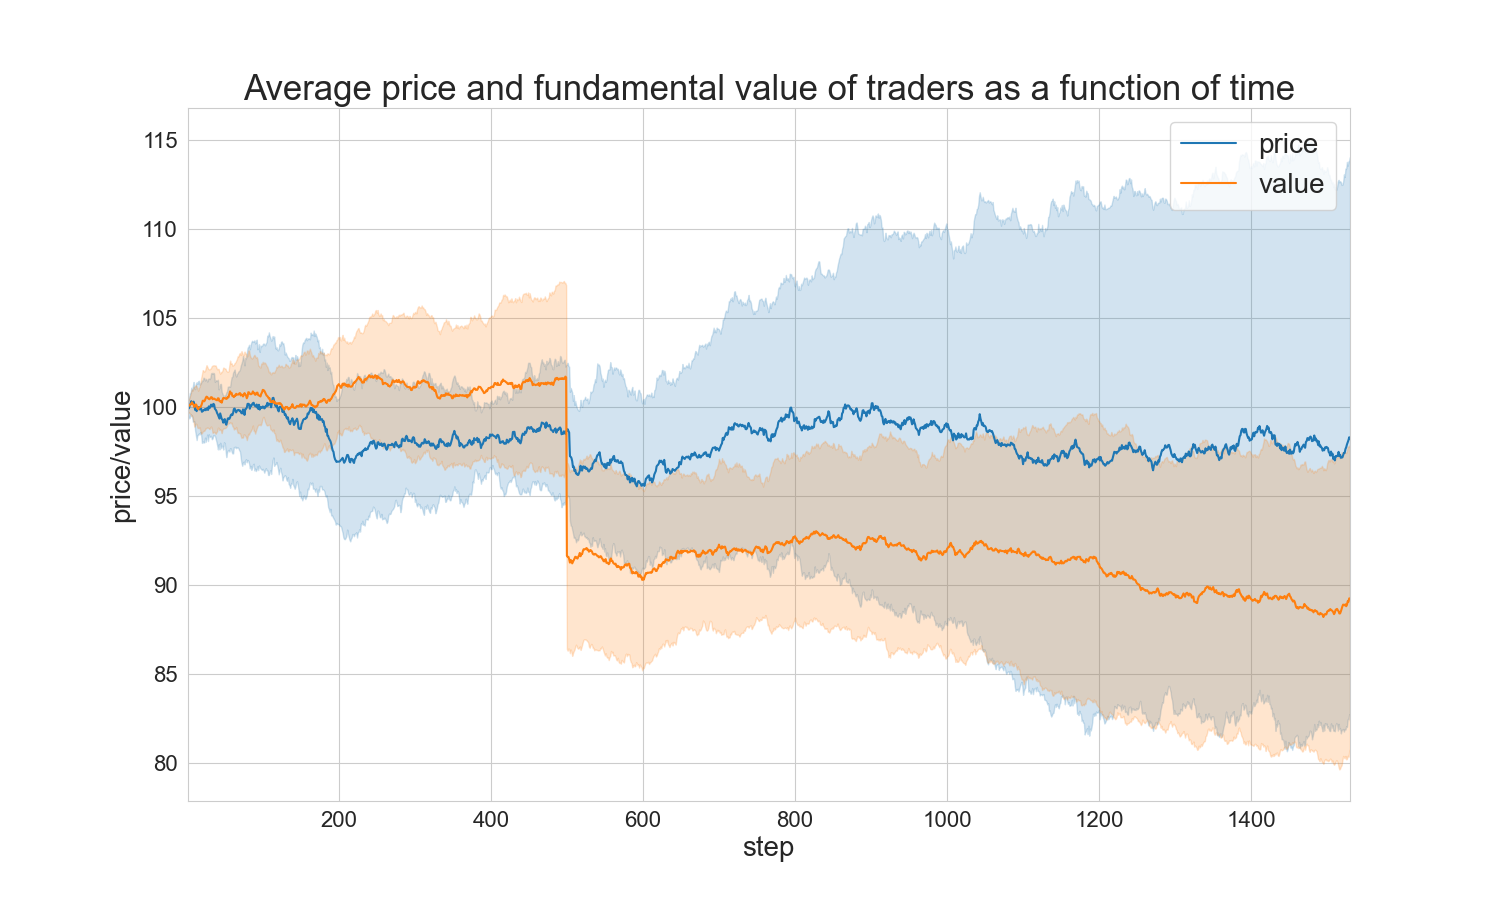 Average price and fundamental value of traders as a function of time
price
value
115
110
105
100
95
90
85
80
price/value
200 400 600 800 1000 1200 1400
step